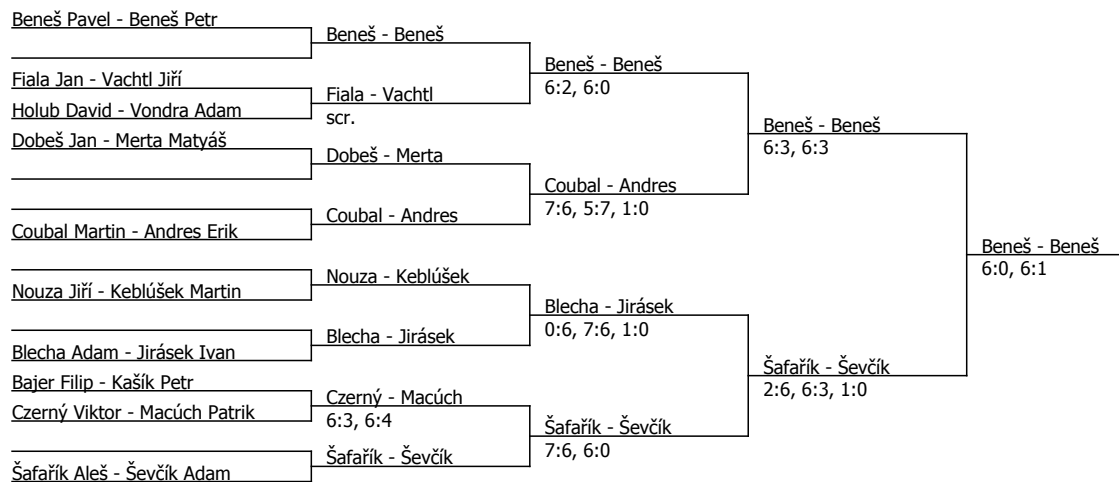 Beneš Pavel - Beneš Petr
Fiala Jan - Vachtl Jiří
Holub David - Vondra Adam
Dobeš Jan - Merta Matyáš
Coubal Martin - Andres Erik
Nouza Jiří - Keblúšek Martin
Blecha Adam - Jirásek Ivan
Bajer Filip - Kašík Petr
Czerný Viktor - Macúch Patrik
Šafařík Aleš - Ševčík Adam
Beneš - Beneš
Fiala - Vachtl
scr.
Dobeš - Merta
Coubal - Andres
Nouza - Keblúšek
Blecha - Jirásek
Czerný - Macúch
6:3, 6:4
Šafařík - Ševčík
Beneš - Beneš
6:2, 6:0
Coubal - Andres
7:6, 5:7, 1:0
Blecha - Jirásek
0:6, 7:6, 1:0
Šafařík - Ševčík
7:6, 6:0
Beneš - Beneš
6:3, 6:3
Šafařík - Ševčík
2:6, 6:3, 1:0
Beneš - Beneš
6:0, 6:1